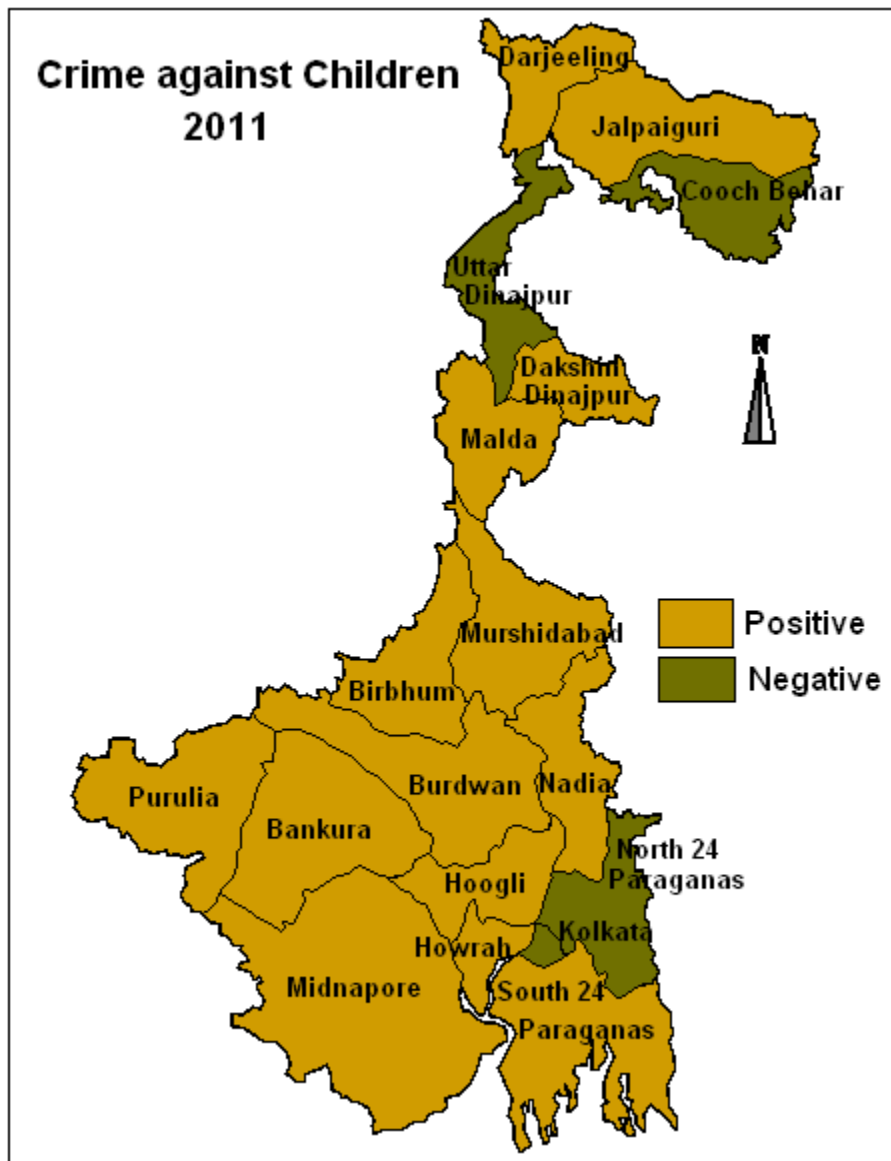 Crime against Children
2011
Darjeeling
Jalpaiguri
Cooch Behar
Uttar
Dinajpur
N
Dakshin
Dinajpur
Malda
Murshidabad
Positive
Negative
Birbhum
Purulia
Burdwan
Nadia
Bankura
North 24
Paraganas
Hoogli
Kolkata
Howrah
Midnapore
South 24
Paraganas